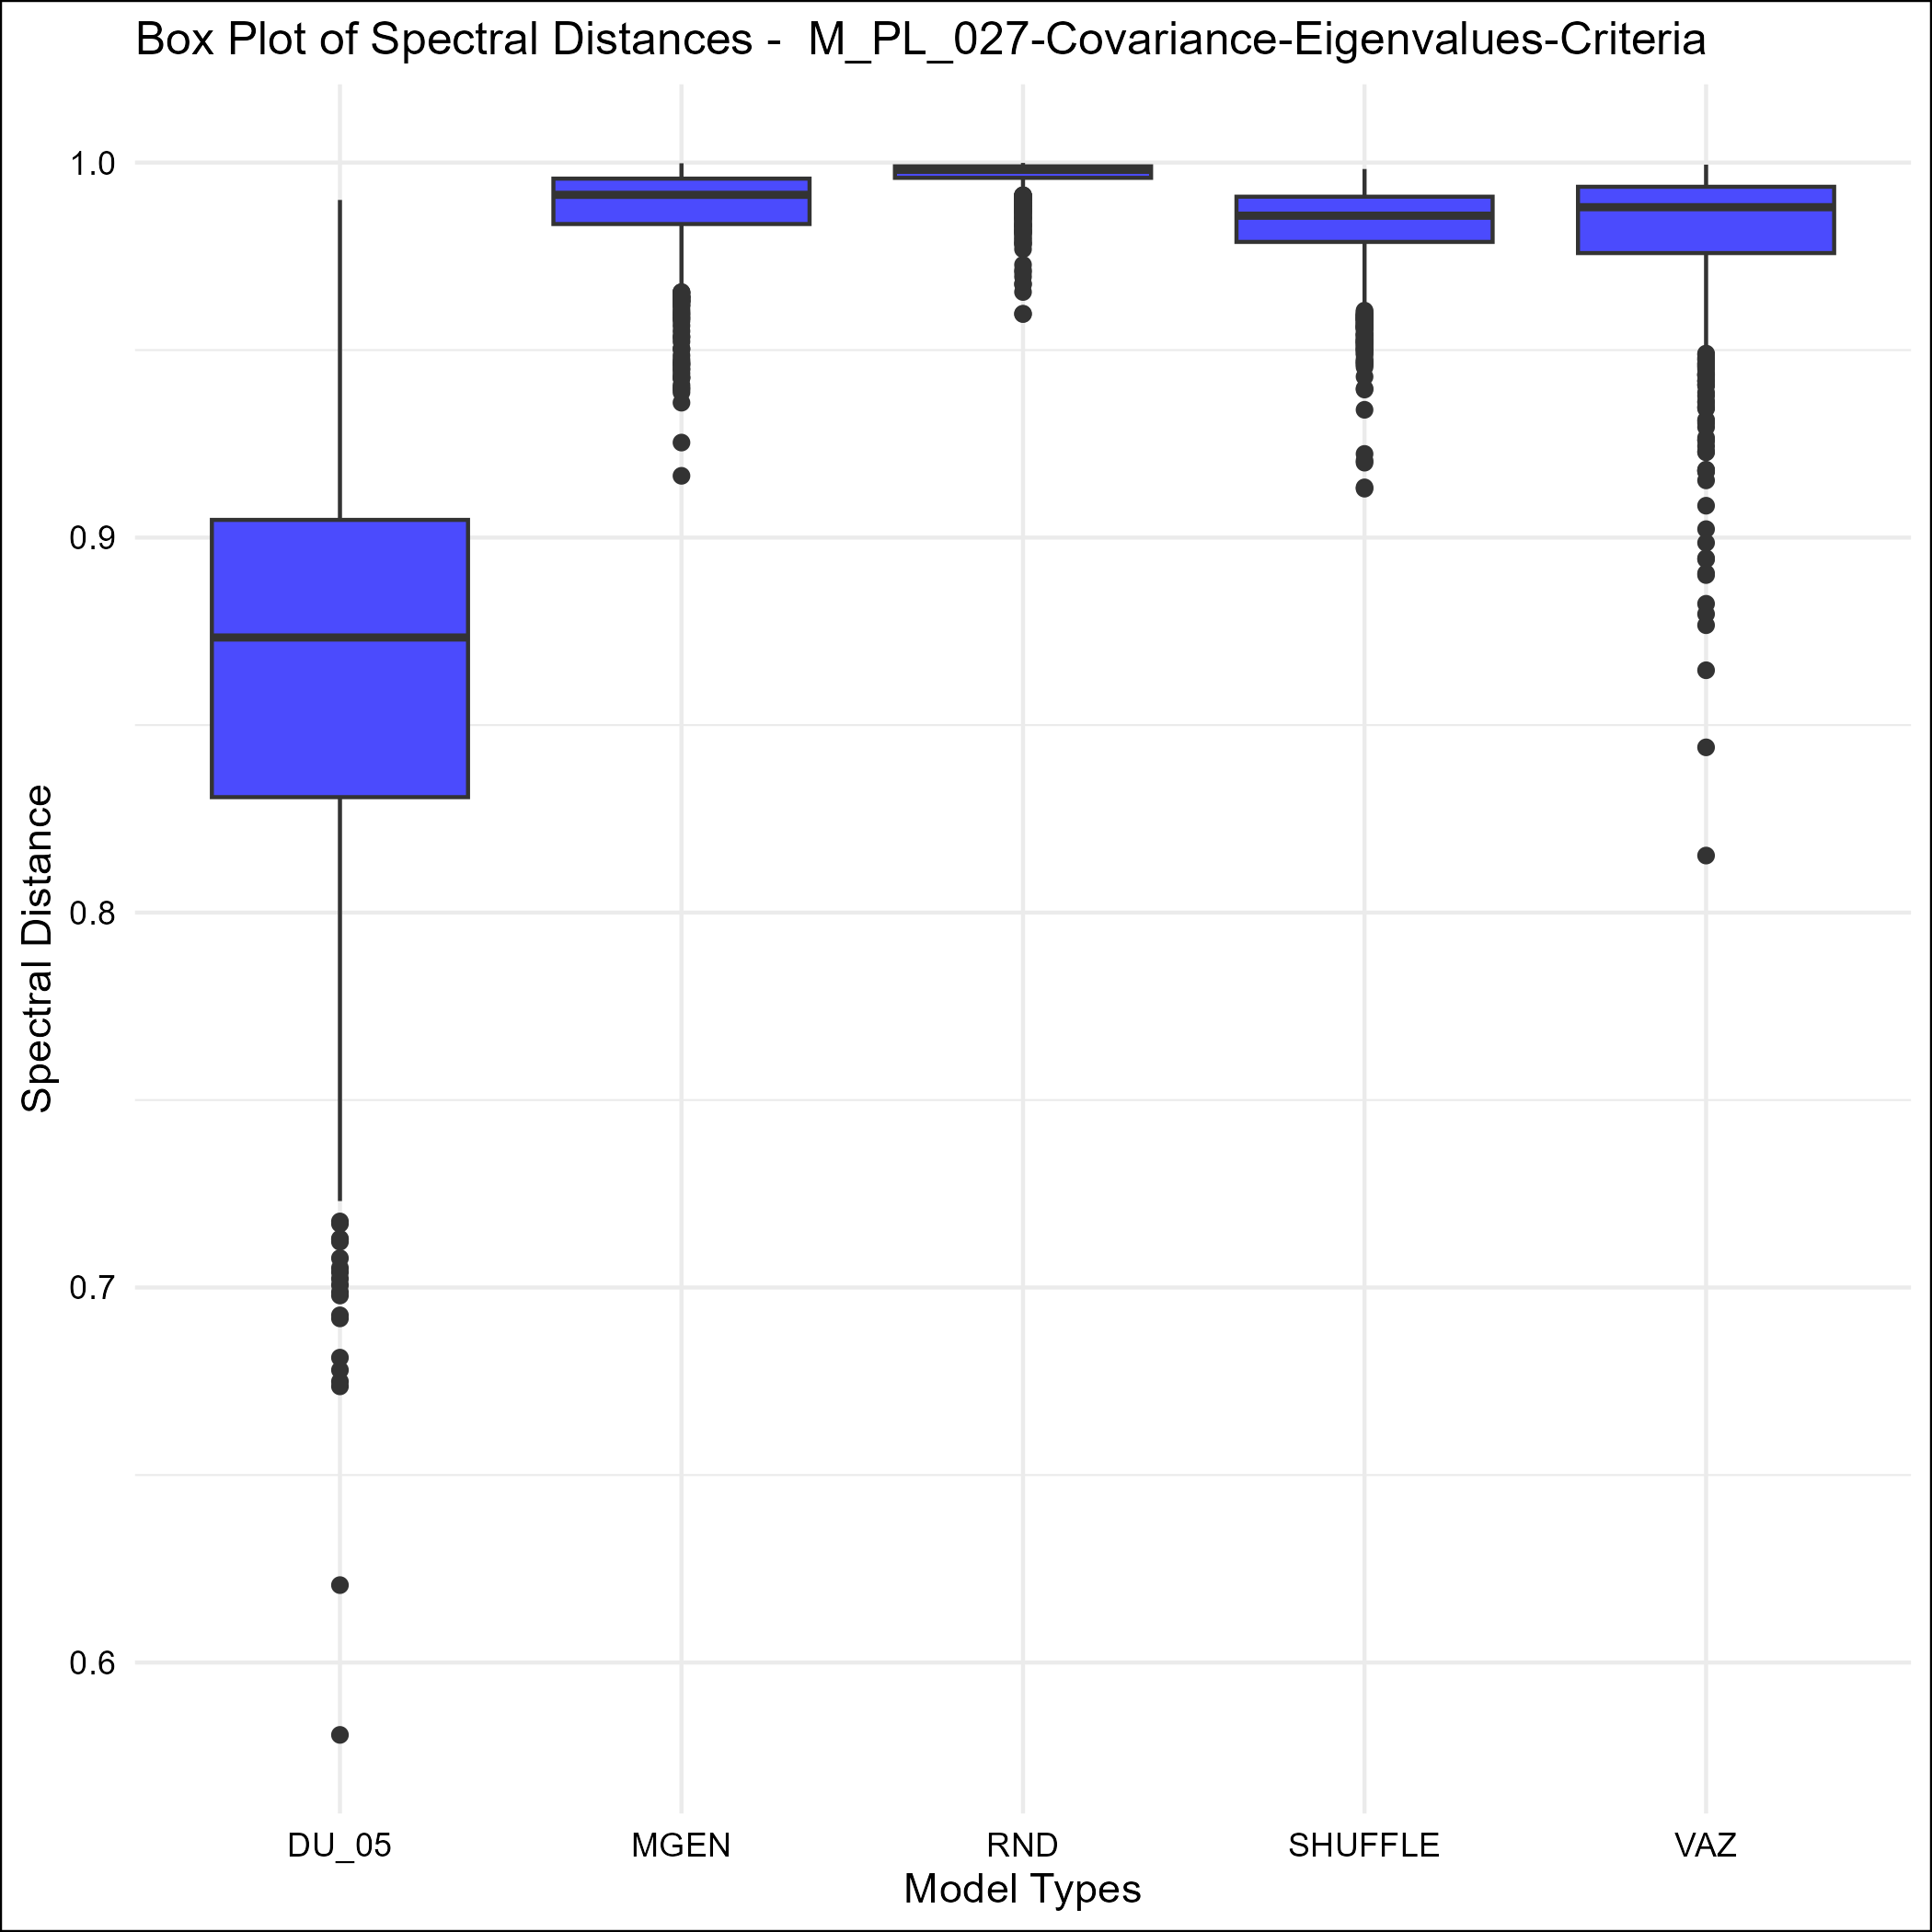 Box Plot of Spectral Distances -  M_PL_027-Covariance-Eigenvalues-Criteria
Spectral Distance
1.0
0.9
0.8
0.7
0.6
DU_05 MGEN RND SHUFFLE VAZ
Model Types